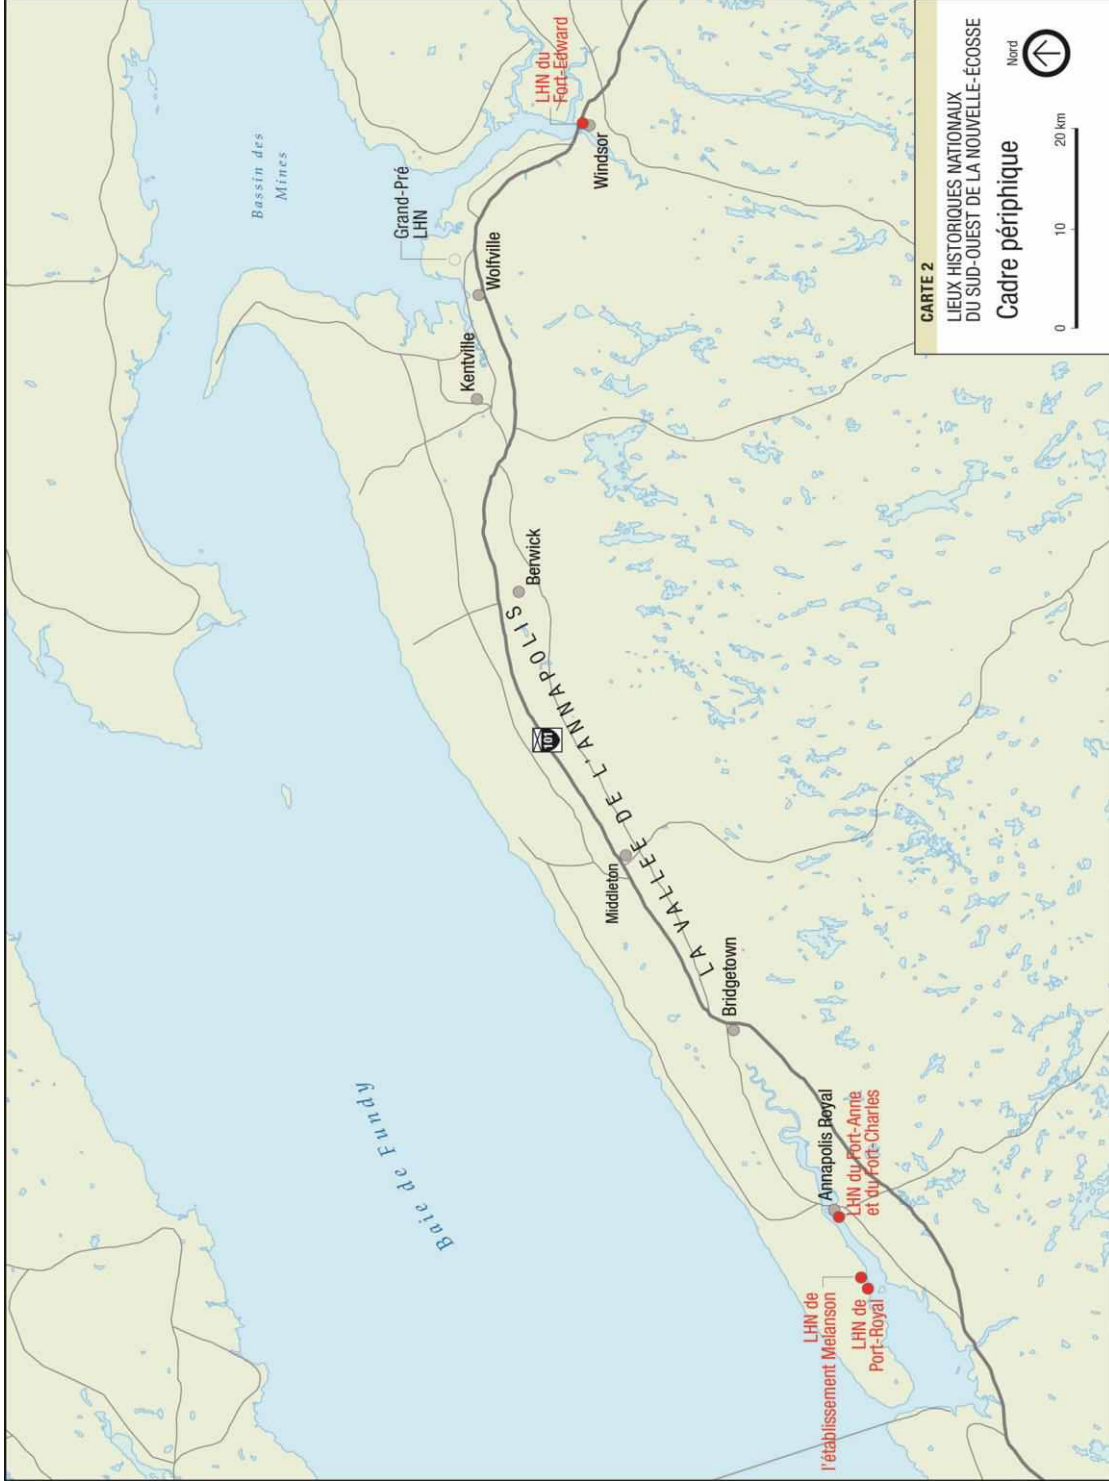 Bassin des
Mines
Grand-Pré
LHN
LHN du
Fort-Edward
Windsor
Wolfville
Kentville
Berwick
101
LA VALLÉE DE L'ANNAPOLIS
Middleton
Bridgetown
Baie de Fundy
Annapolis Royal
LHN du Fort-Anne
et du Fort-Charles
LHN de
l'établissement Melanson
LHN de
Port-Royal
CARTE 2
LIEUX HISTORIQUES NATIONAUX
DU SUD-OUEST DE LA NOUVELLE-ÉCOSSE
Cadre périphique
Nord
0 10 20 km